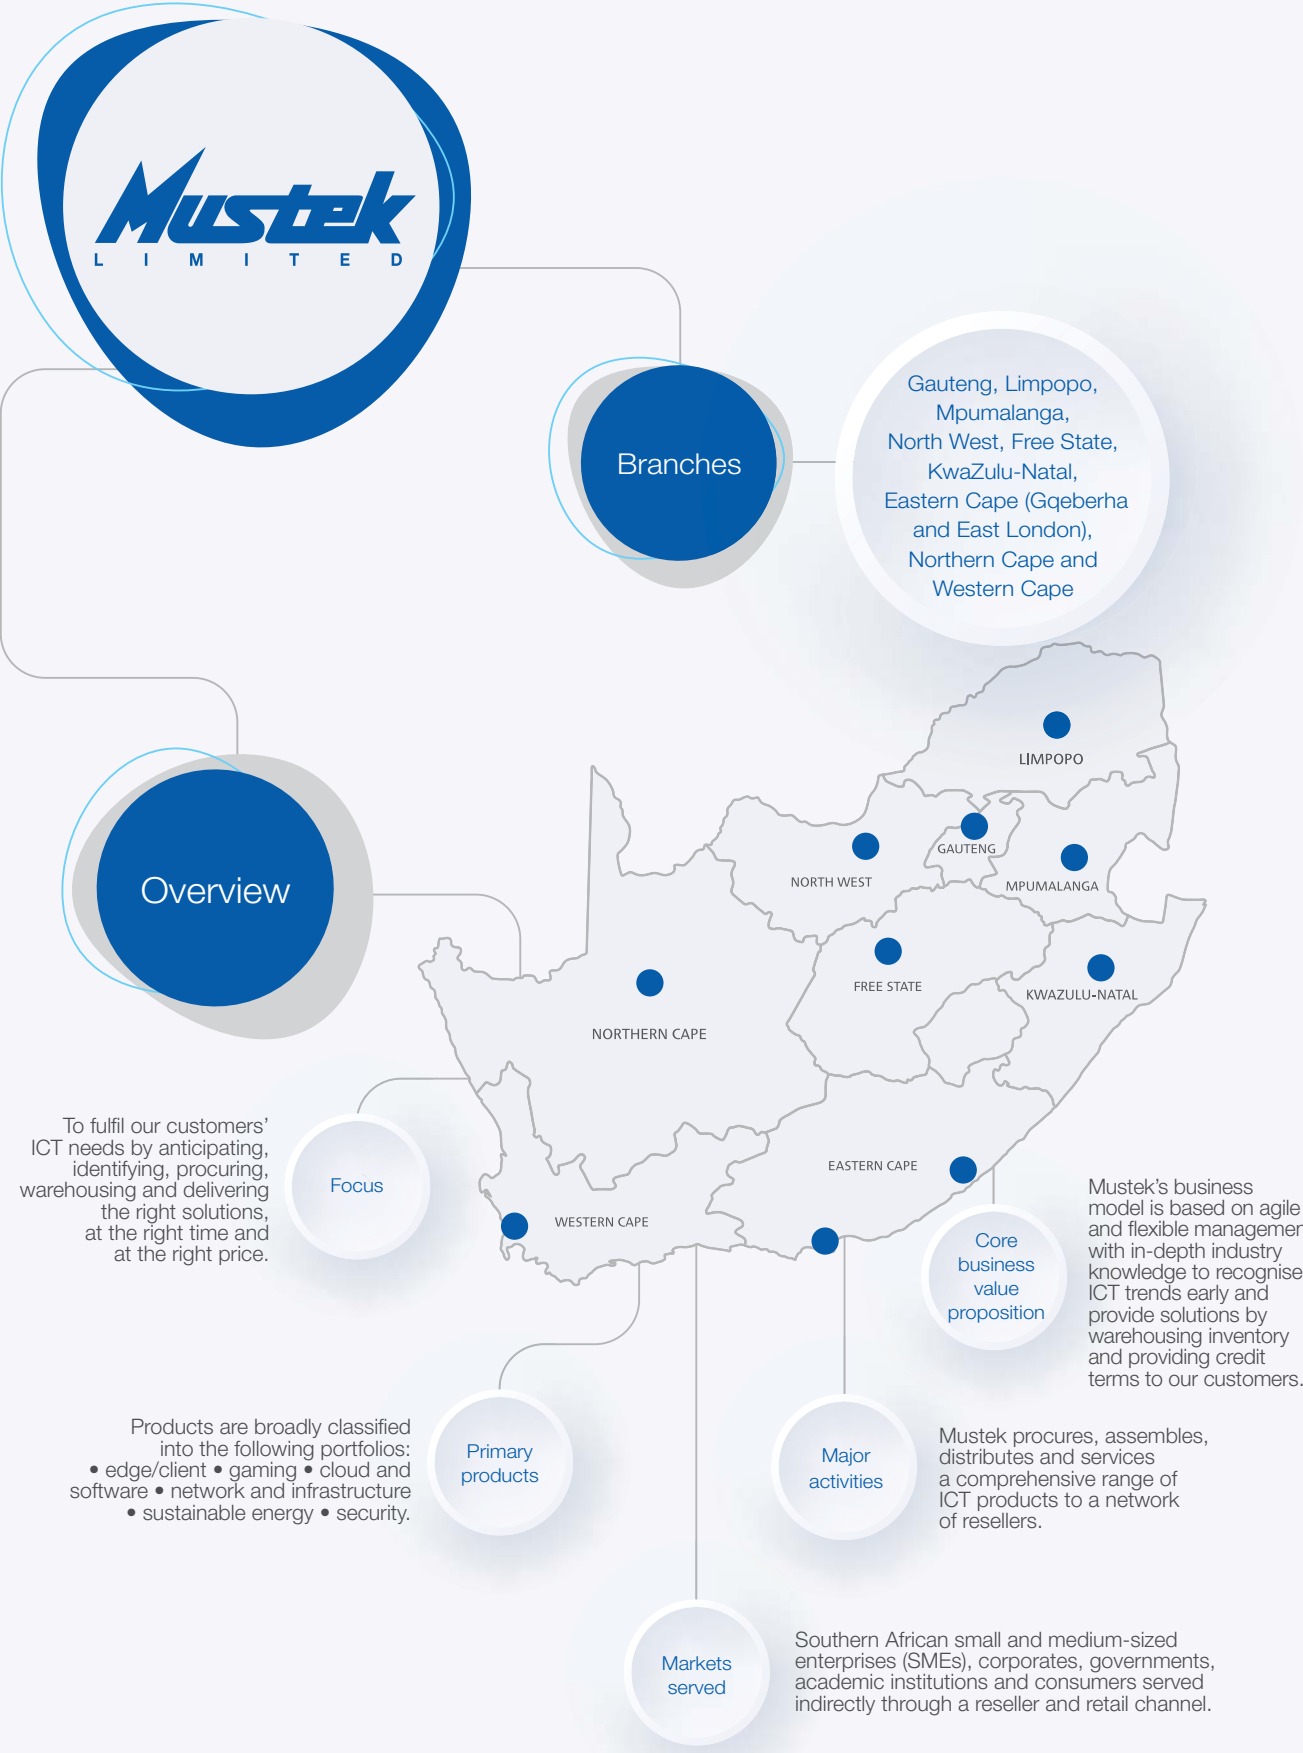 Mustek
LIMITED
Branches
Gauteng, Limpopo,
Mpumalanga,
North West, Free State,
KwaZulu-Natal,
Eastern Cape (Gqeberha
and East London),
Northern Cape and
Western Cape
Overview
LIMPOPO
GAUTENG
NORTH WEST
MPUMALANGA
FREE STATE
KWAZULU-NATAL
NORTHERN CAPE
EASTERN CAPE
WESTERN CAPE
Focus
To fulfil our customers’
ICT needs by anticipating,
identifying, procuring,
warehousing and delivering
the right solutions,
at the right time and
at the right price.
Core
business
value
proposition
Mustek’s business
model is based on agile
and flexible managemen
with in-depth industry
knowledge to recognise
ICT trends early and
provide solutions by
warehousing inventory
and providing credit
terms to our customers.
Primary
products
Products are broadly classified
into the following portfolios:
• edge/client • gaming • cloud and
software • network and infrastructure
• sustainable energy • security.
Major
activities
Mustek procures, assembles,
distributes and services
a comprehensive range of
ICT products to a network
of resellers.
Markets
served
Southern African small and medium-sized
enterprises (SMEs), corporates, governments,
academic institutions and consumers served
indirectly through a reseller and retail channel.